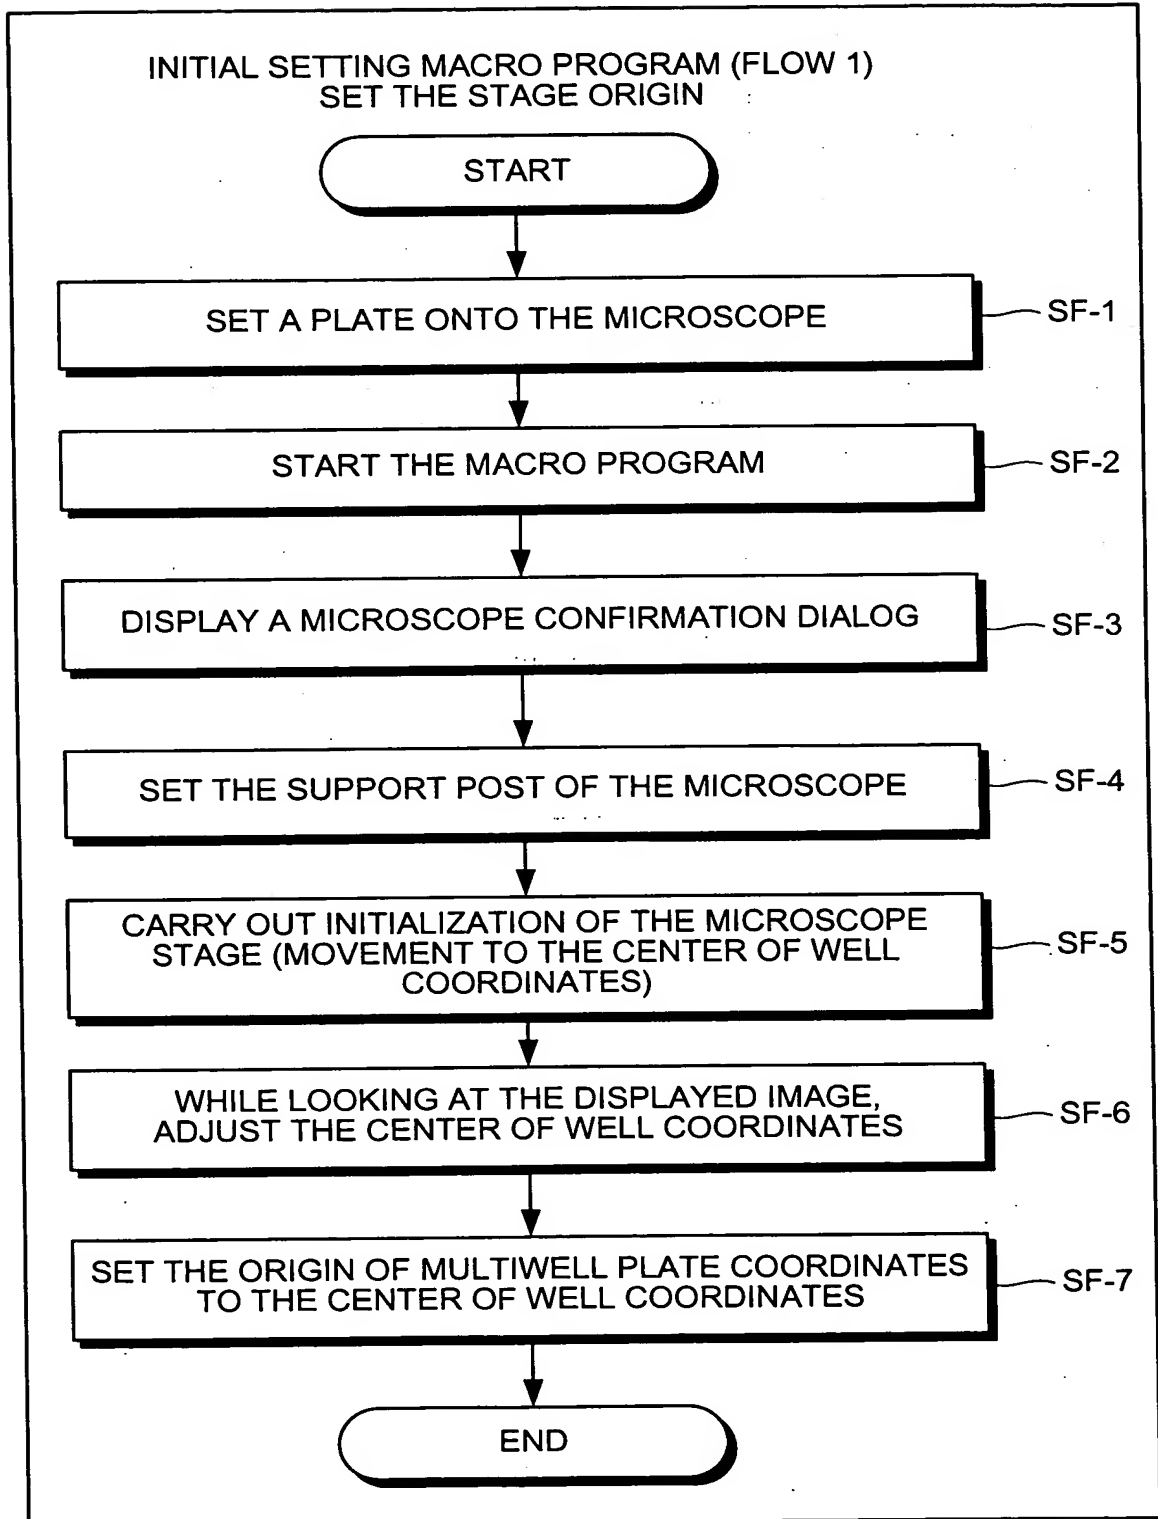 INITIAL SETTING MACRO PROGRAM (FLOW 1)
SET THE STAGE ORIGIN
START
SET A PLATE ONTO THE MICROSCOPE
SF-1
START THE MACRO PROGRAM
SF-2
DISPLAY A MICROSCOPE CONFIRMATION DIALOG
SF-3
SET THE SUPPORT POST OF THE MICROSCOPE
SF-4
CARRY OUT INITIALIZATION OF THE MICROSCOPE
STAGE (MOVEMENT TO THE CENTER OF WELL
COORDINATES)
SF-5
WHILE LOOKING AT THE DISPLAYED IMAGE,
ADJUST THE CENTER OF WELL COORDINATES
SF-6
SET THE ORIGIN OF MULTIWELL PLATE COORDINATES
TO THE CENTER OF WELL COORDINATES
SF-7
END